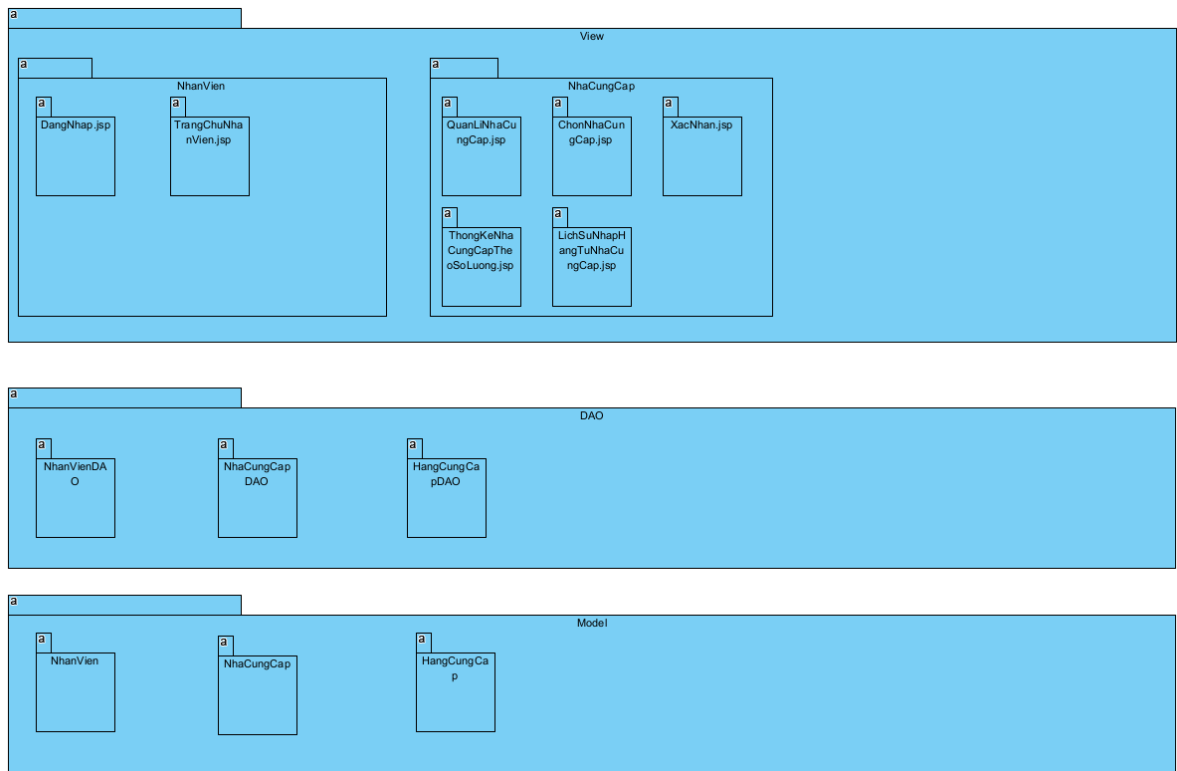 a
View
a
a
NhanVien
NhaCungCap
a
a
a
a
a
DangNhap.jsp
TrangChuNha
nVien.jsp
QuanLiNhaCu
ngCap.jsp
ChonNhaCun
gCap.jsp
XacNhan.jsp
a
a
ThongKeNha
CungCapThe
oSoLuong.jsp
LichSuNhapH
angTuNhaCu
ngCap.jsp
a
DAO
a
a
a
NhanVienDA
O
NhaCungCap
DAO
HangCungCa
pDAO
a
Model
a
a
a
NhanVien
NhaCungCap
HangCungCa
p